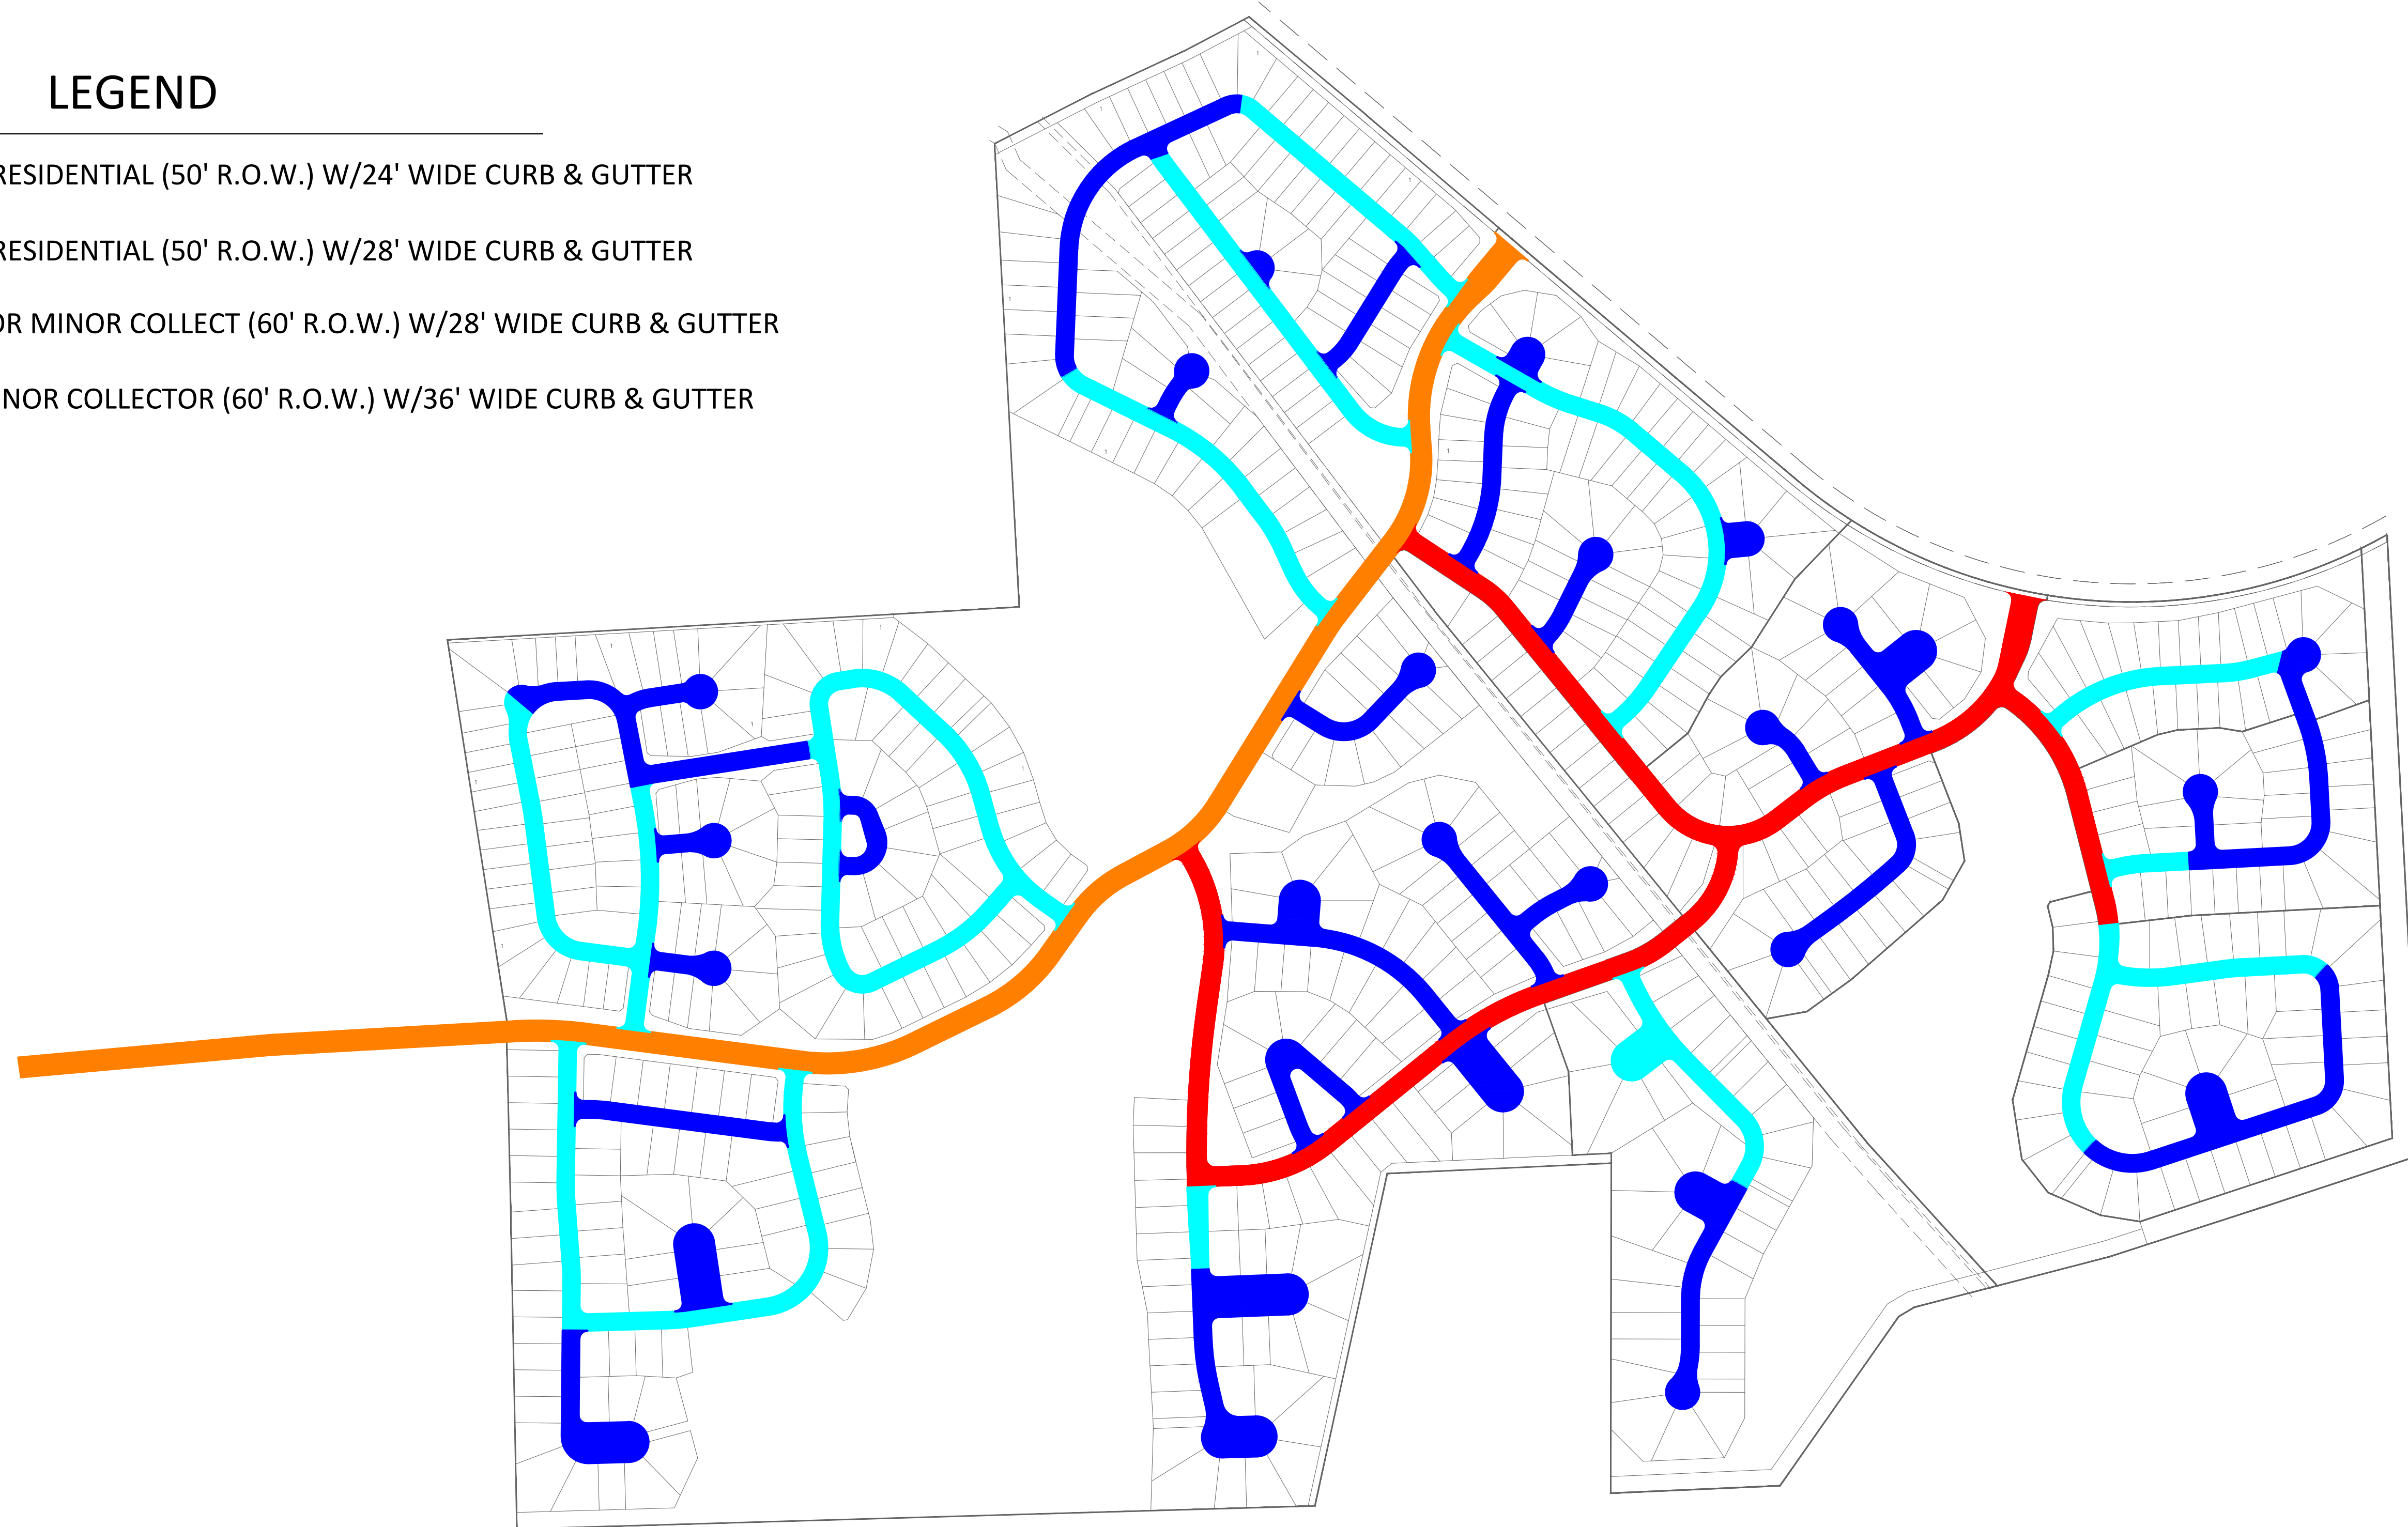 LEGEND
RESIDENTIAL (50' R.O.W.) W/24' WIDE CURB & GUTTER
RESIDENTIAL (50' R.O.W.) W/28' WIDE CURB & GUTTER
OR MINOR COLLECT (60' R.O.W.) W/28' WIDE CURB & GUTTER
NOR COLLECTOR (60' R.O.W.) W/36' WIDE CURB & GUTTER